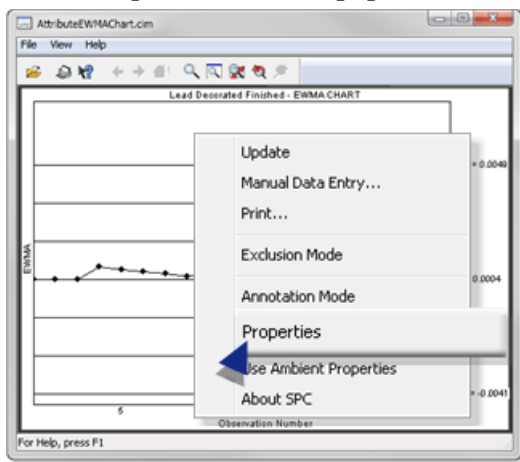 AttributeEWMAChart.cim
File View Help
Lead Decorated Finished - EWMA CHART
Update
Manual Data Entry...
Print...
Exclusion Mode
Annotation Mode
Properties
Use Ambient Properties
About SPC
= 0.0049
0.0004
= -0.0041
EWMA
5
Observation Number
For Help, press F1